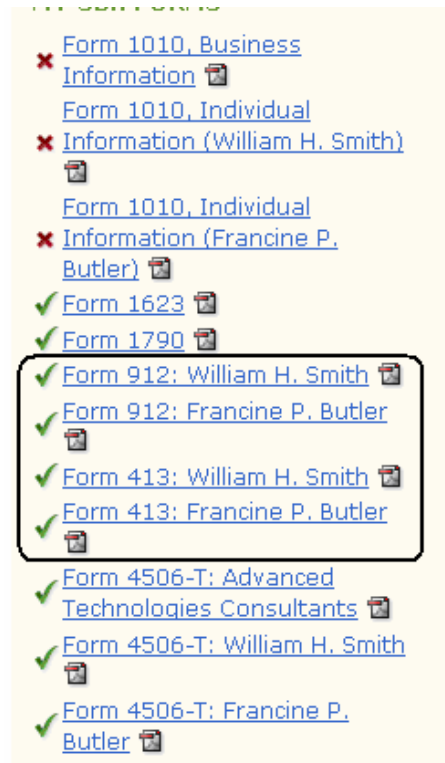 Form 1010, Business
Information
Form 1010, Individual
Information (William H. Smith)
Form 1010, Individual
Information (Francine P.
Butler)
Form 1623
Form 1790
Form 912: William H. Smith
Form 912: Francine P. Butler
Form 413: William H. Smith
Form 413: Francine P. Butler
Form 4506-T: Advanced
Technologies Consultants
Form 4506-T: William H. Smith
Form 4506-T: Francine P.
Butler